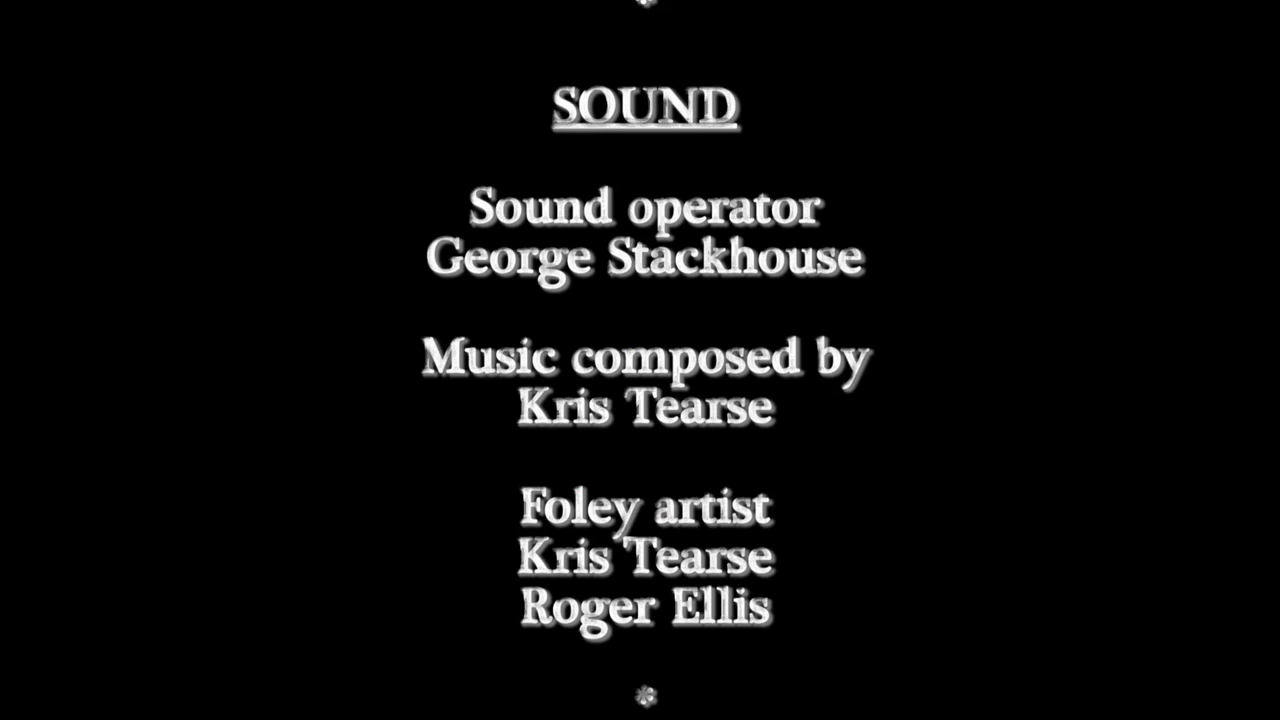 SOUND
Sound operator
George Stackhouse
Music composed by
Kris Tearse
Foley artist
Kris Tearse
Roger Ellis
*